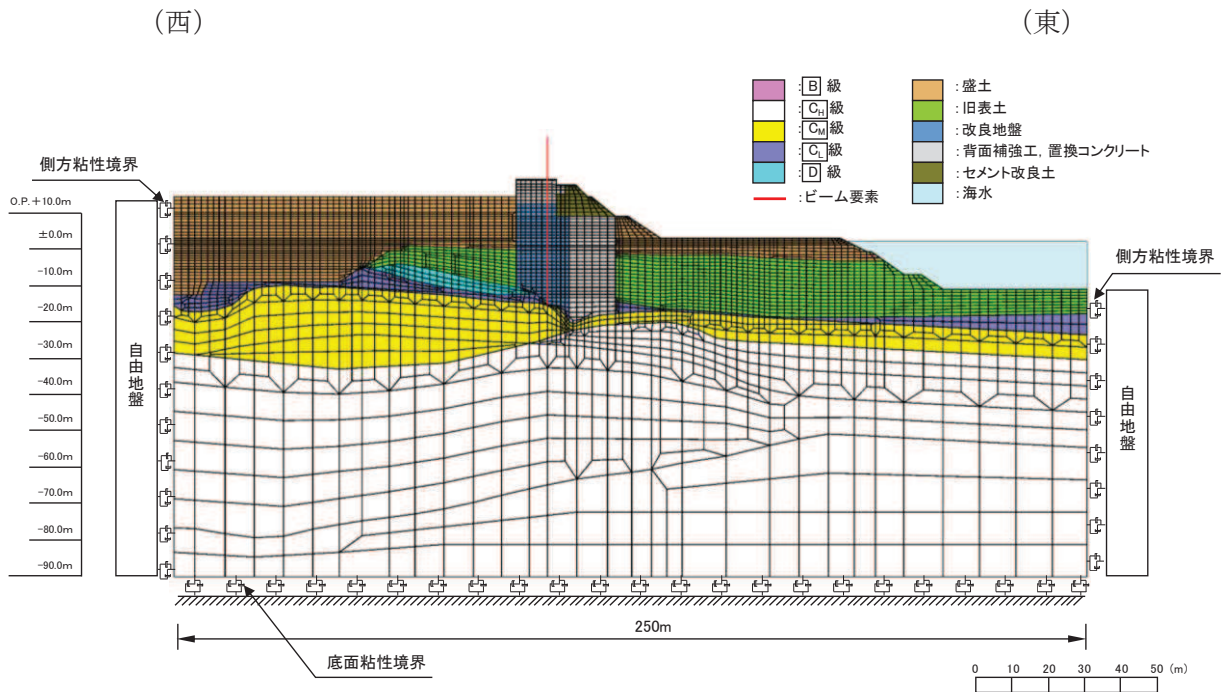 （西）
（東）
: B 級
: CH 級
: CM 級
: CL 級
: D 級
: ビーム要素
: 盛土
: 旧表土
: 改良地盤
: 背面補強工, 置換コンクリート
: セメント改良土
: 海水
側方粘性境界
O.P.＋10.0m
±0.0m
-10.0m
-20.0m
-30.0m
-40.0m
-50.0m
-60.0m
-70.0m
-80.0m
-90.0m
自由地盤
側方粘性境界
自由地盤
250m
底面粘性境界
0 10 20 30 40 50 (m)